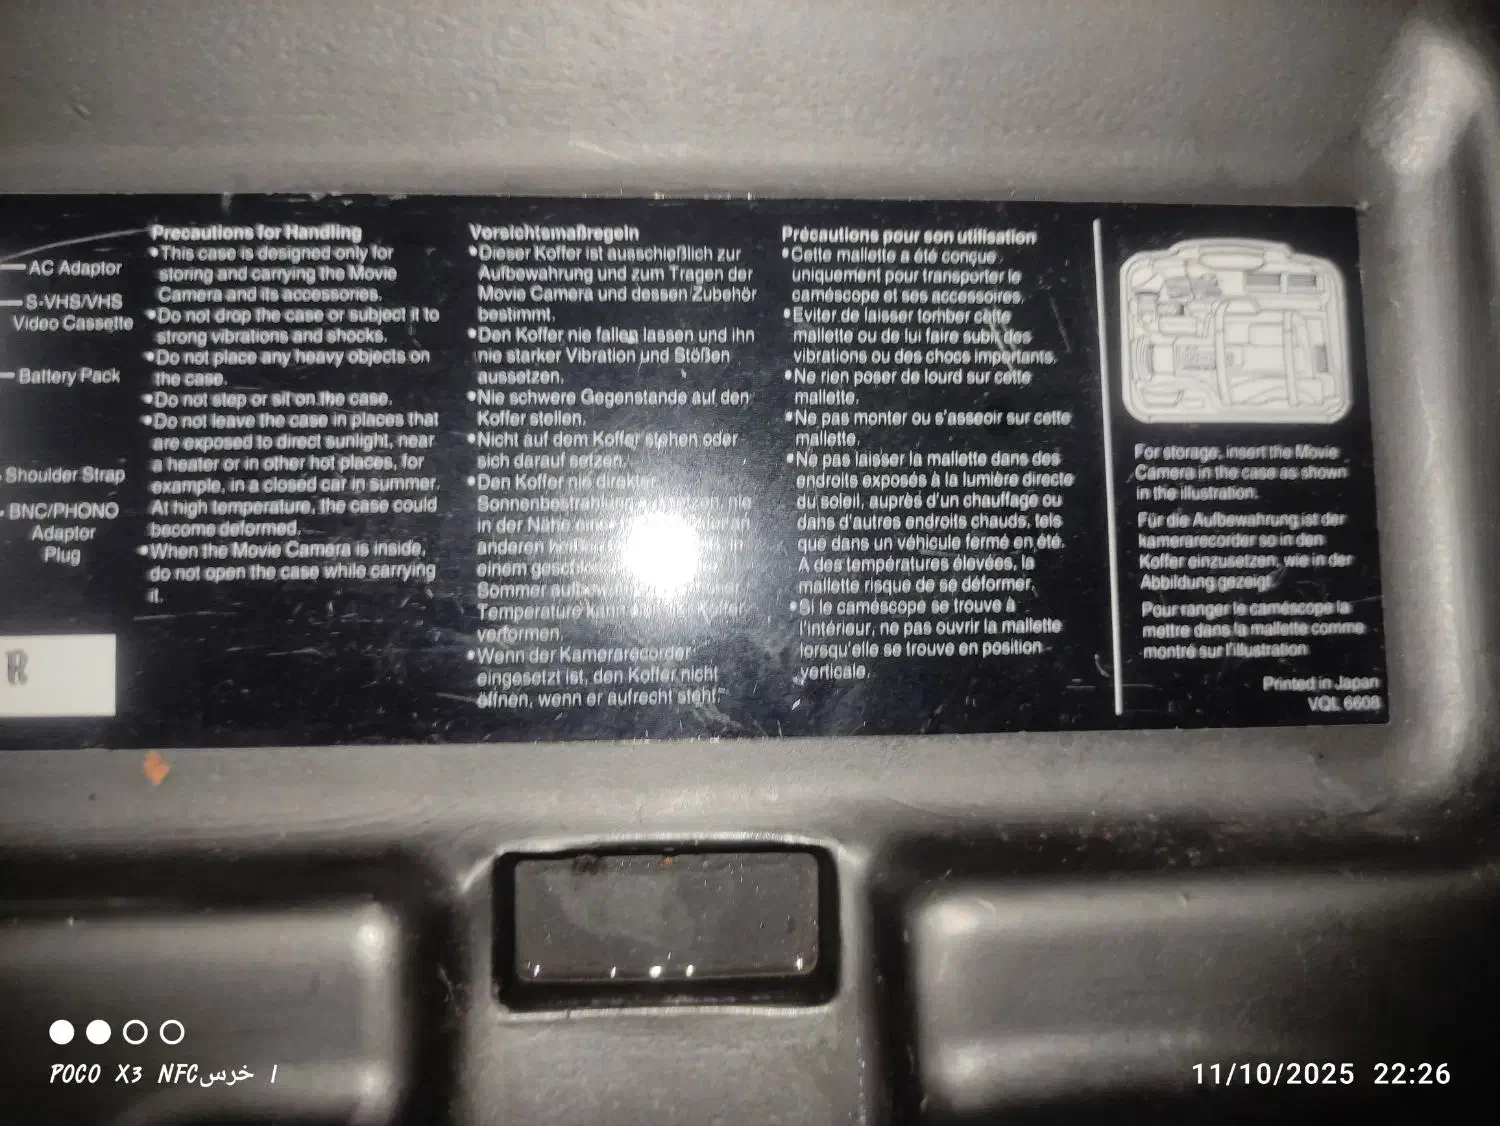 AC Adaptor
S-VHS/VHS
Video Cassette
Battery Pack
Shoulder Strap
BNC/PHONO
Adaptor
Plug
R
Precautions for Handling
•This case is designed only for
storing and carrying the Movie
Camera and its accessories.
•Do not drop the case or subject it to
strong vibrations and shocks.
•Do not place any heavy objects on
the case.
•Do not step or sit on the case.
•Do not leave the case in places that
are exposed to direct sunlight, near
a heater or in other hot places, for
example, in a closed car in summer.
At high temperature, the case could
become deformed.
•When the Movie Camera is inside,
do not open the case while carrying
it.
Vorsichtsmaßregeln
•Dieser Koffer ist ausschießlich zur
Aufbewahrung und zum Tragen der
Movie Camera und dessen Zubehör
bestimmt.
•Den Koffer nie fallen lassen und ihn
nie starker Vibration und Stößen
aussetzen.
•Nie schwere Gegenstande auf den
Koffer stellen.
•Nicht auf dem Koffer stehen oder
sich darauf setzen.
•Den Koffer nie direkter
nie
in der Nähe
anderen in
einem
Sommer
Temperature kann Koffer
verformen.
•Wenn der Kamerarecorder
eingesetzt ist, den Koffer nicht
öffnen, wenn er aufrecht steht.
Précautions pour son utilisation
•Cette mallette a été conçue
uniquement pour transporter le
caméscope et ses accessoires.
•Eviter de laisser tomber cette
mallette ou de lui faire subir des
vibrations ou des chocs importants.
•Ne rien poser de lourd sur cette
mallette.
•Ne pas monter ou s'asseoir sur cette
mallette.
•Ne pas laisser la mallette dans des
endroits exposés à la lumière directe
du soleil, auprès d'un chauffage ou
dans d'autres endroits chauds, tels
que dans un véhicule fermé en été.
A des températures élevées, la
mallette risque de se déformer.
•Si le caméscope se trouve à
l'intérieur, ne pas ouvrir la mallette
lorsqu'elle se trouve en position
verticale.
For storage, insert the Movie
Camera in the case as shown
in the illustration.
Für die Aufbewahrung ist der
kamerarecorder so in den
Koffer einzusetzen, wie in der
Abbildung gezeigt.
Pour ranger le caméscope la
mettre dans la mallette comme
montré sur l'illustration
Printed in Japan
VQL 6608
POCO X3 NFC خرس 1
11/10/2025 22:26